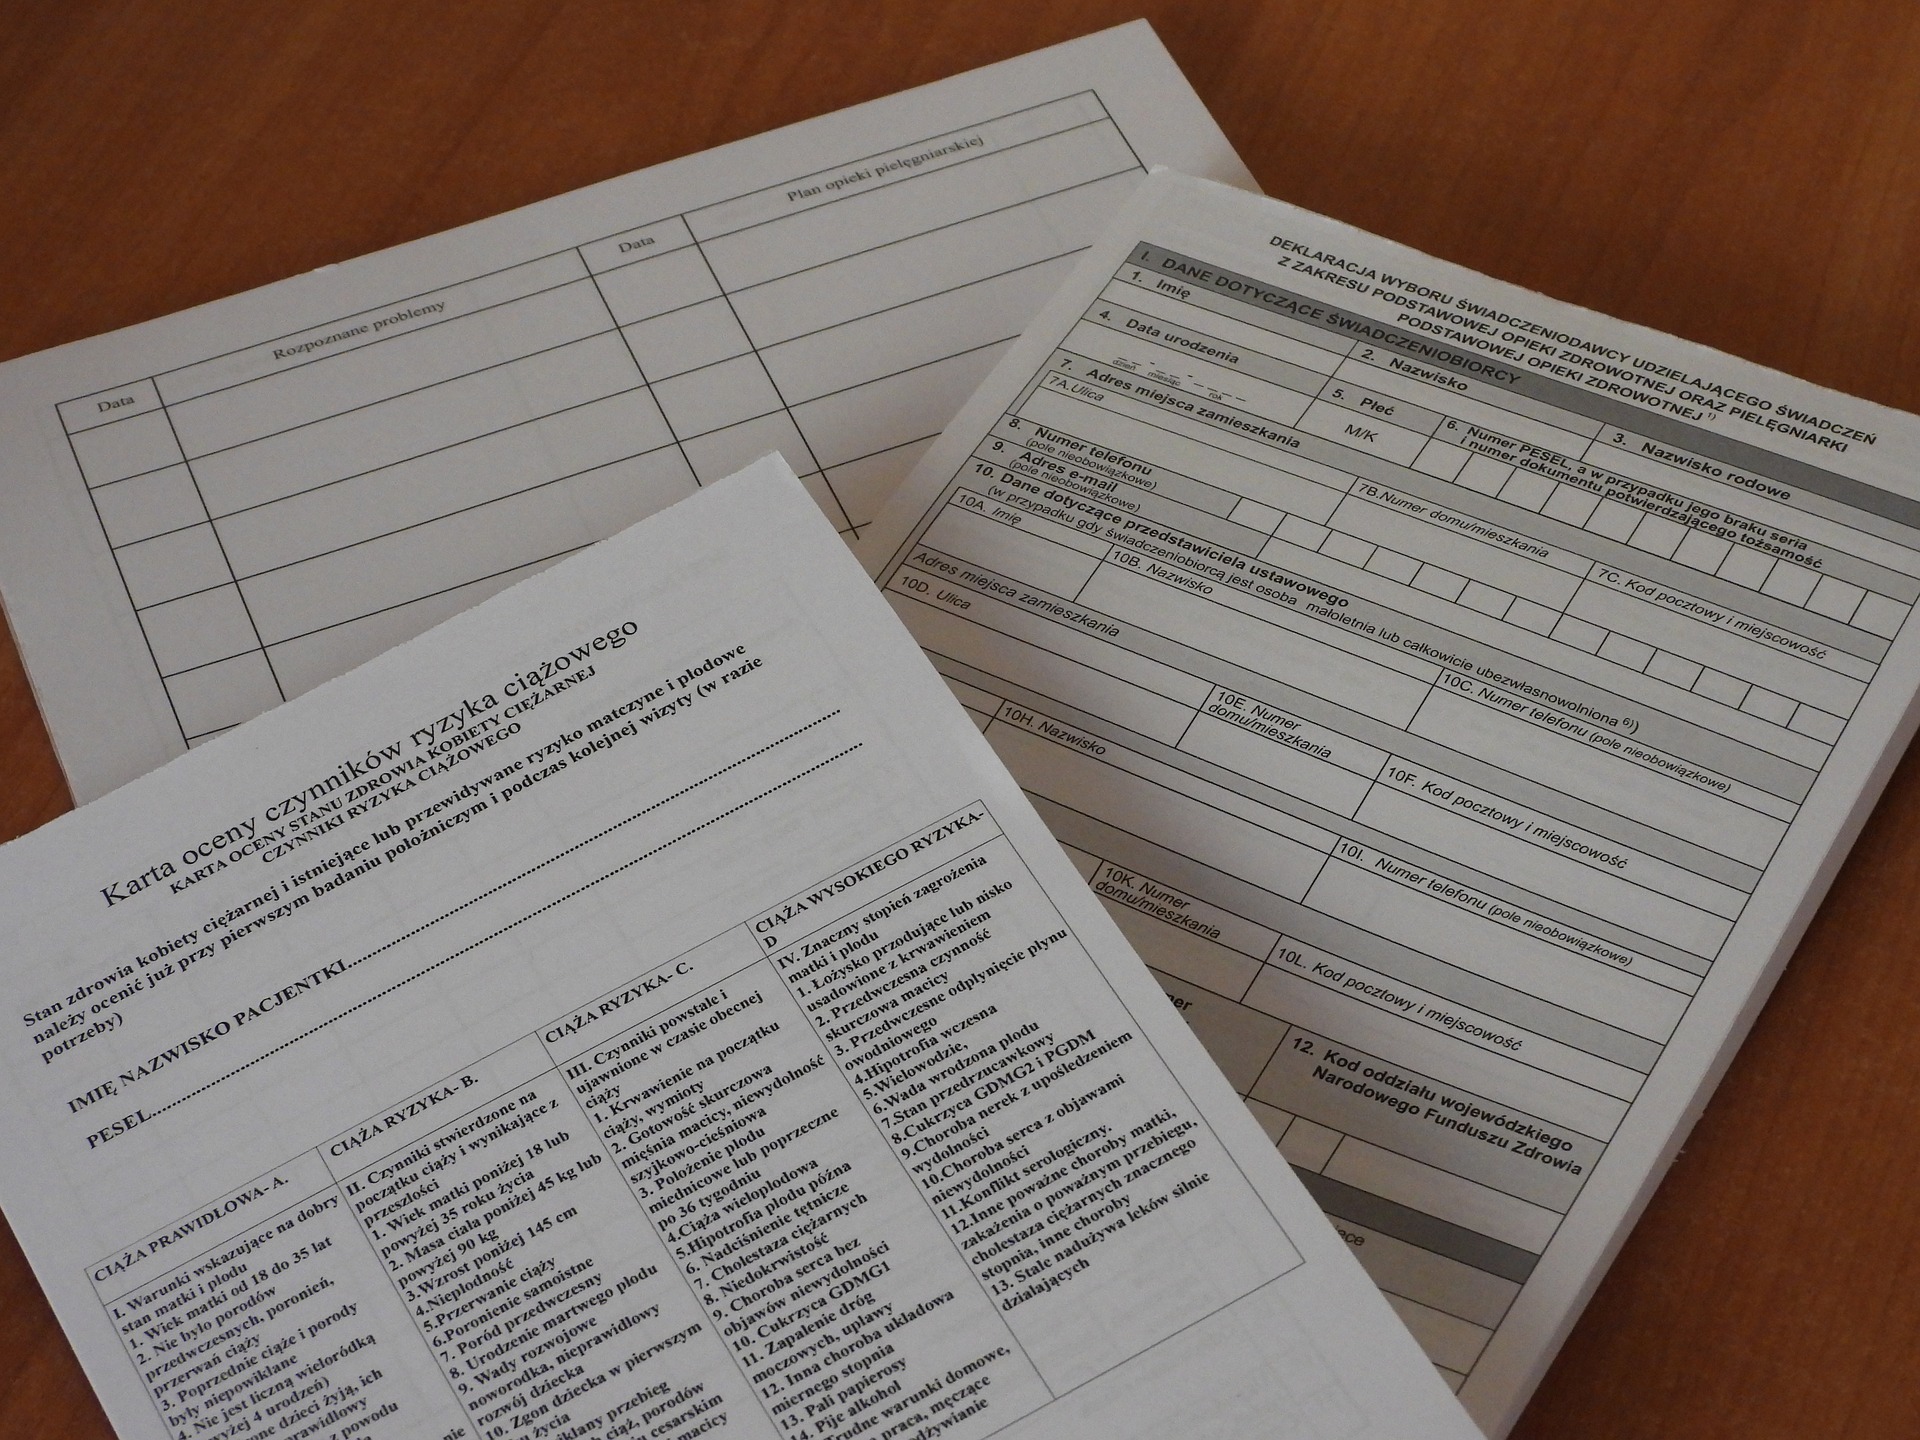 Data
Rozpoznane problemy
Data
Plan opieki pielęgniarskiej
DEKLARACJA WYBORU ŚWIADCZENIODAWCY UDZIELAJĄCEGO ŚWIADCZEŃ
Z ZAKRESU PODSTAWOWEJ OPIEKI ZDROWOTNEJ ORAZ PIELĘGNIARKI
PODSTAWOWEJ OPIEKI ZDROWOTNEJ 1)
I. DANE DOTYCZĄCE ŚWIADCZENIOBIORCY
1. Imię
2. Nazwisko
3. Nazwisko rodowe
4. Data urodzenia
dzień miesiąc rok
5. Płeć
M/K
6. Numer PESEL, a w przypadku jego braku seria
i numer dokumentu potwierdzającego tożsamość
7. Adres miejsca zamieszkania
7A. Ulica
7B. Numer domu/mieszkania
7C. Kod pocztowy i miejscowość
8. Numer telefonu
(pole nieobowiązkowe)
9. Adres e-mail
(pole nieobowiązkowe)
10. Dane dotyczące przedstawiciela ustawowego
(w przypadku gdy świadczeniobiorcą jest osoba małoletnia lub całkowicie ubezwłasnowolniona 6))
10A. Imię
10B. Nazwisko
10C. Numer telefonu (pole nieobowiązkowe)
Adres miejsca zamieszkania
10D. Ulica
10E. Numer
domu/mieszkania
10F. Kod pocztowy i miejscowość
10H. Nazwisko
10I. Numer telefonu (pole nieobowiązkowe)
10K. Numer
domu/mieszkania
10L. Kod pocztowy i miejscowość
12. Kod oddziału wojewódzkiego
Narodowego Funduszu Zdrowia
Karta oceny czynników ryzyka ciążowego
KARTA OCENY STANU ZDROWIA KOBIETY CIĘŻARNEJ
CZYNNIKI RYZYKA CIĄŻOWEGO
Stan zdrowia kobiety ciężarnej i istniejące lub przewidywane ryzyko matczyne i płodowe
należy ocenić już przy pierwszym badaniu położniczym i podczas kolejnej wizyty (w razie
potrzeby)
IMIĘ NAZWISKO PACJENTKI
PESEL
CIĄŻA PRAWIDŁOWA- A.
I. Warunki wskazujące na dobry
stan matki i płodu
1. Wiek matki od 18 do 35 lat
2. Nie było porodów
przedwczesnych, poronień,
przerwań ciąży
3. Poprzednie ciąże i porody
były niepowikłane
4. Nie jest liczną wieloródką
4 urodzeń)
dzieci żyją, ich
z powodu
CIĄŻA RYZYKA- B.
II. Czynniki stwierdzone na
początku ciąży i wynikające z
przeszłości
1. Wiek matki poniżej 18 lub
powyżej 35 roku życia
2. Masa ciała poniżej 45 kg lub
powyżej 90 kg
3.Wzrost poniżej 145 cm
4.Niepłodność
5.Przerwanie ciąży
6.Poronienie samoistne
7. Poród przedwczesny
8. Urodzenie martwego płodu
9. Wady rozwojowe
noworodka, nieprawidłowy
rozwój dziecka
10. Zgon dziecka w pierwszym
życia
przebieg
ciąż, porodów
cesarskim
macicy
CIĄŻA RYZYKA- C.
III. Czynniki powstałe i
ujawnione w czasie obecnej
ciąży
1. Krwawienie na początku
ciąży, wymioty
2. Gotowość skurczowa
mięśnia macicy, niewydolność
szyjkowo-cieśniowa
3. Położenie płodu
miednicowe lub poprzeczne
po 36 tygodniu
4.Ciąża wielopłodowa
5.Hipotrofia płodu późna
6. Nadciśnienie tętnicze
7. Cholestaza ciężarnych
8. Niedokrwistość
9. Choroba serca bez
objawów niewydolności
10. Cukrzyca GDMG1
11. Zapalenie dróg
moczowych, upławy
12. Inna choroba układowa
miernego stopnia
13. Pali papierosy
14. Pije alkohol
Trudne warunki domowe,
praca, męczące
CIĄŻA WYSOKIEGO RYZYKA-
D
IV. Znaczny stopień zagrożenia
matki i płodu
1.Łożysko przodujące lub nisko
usadowione z krwawieniem
2. Przedwczesna czynność
skurczowa macicy
3. Przedwczesne odpłynięcie płynu
owodniowego
4.Hipotrofia wczesna
5.Wielowodzie,
6.Wada wrodzona płodu
7.Stan przedrzucawkowy
8.Cukrzyca GDMG2 i PGDM
9.Choroba nerek z upośledzeniem
wydolności
10.Choroba serca z objawami
niewydolności
11.Konflikt serologiczny.
12.Inne poważne choroby matki,
zakażenia o poważnym przebiegu,
cholestaza ciężarnych znacznego
stopnia, inne choroby
13. Stale nadużywa leków silnie
działających